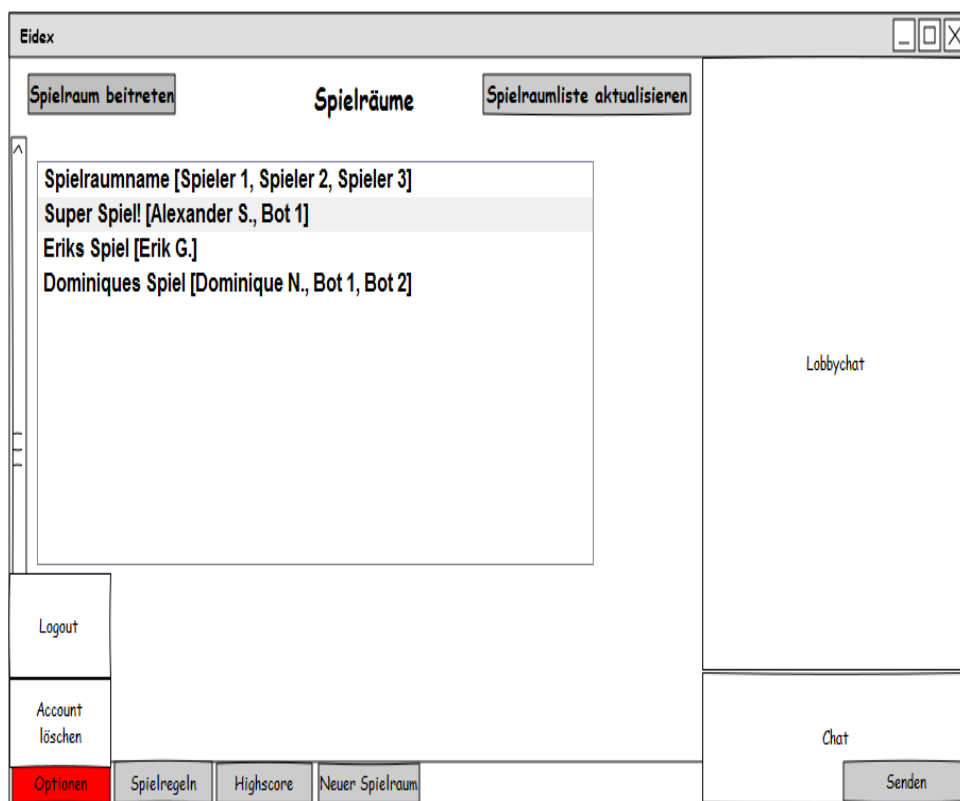 Eidex
Spielraum beitreten
Spielräume
Spielraumliste aktualisieren
Spielraumname [Spieler 1, Spieler 2, Spieler 3]
Super Spiel! [Alexander S., Bot 1]
Eriks Spiel [Erik G.]
Dominiques Spiel [Dominique N., Bot 1, Bot 2]
Lobbychat
Logout
Account
löschen
Chat
Optionen
Spielregeln
Highscore
Neuer Spielraum
Senden